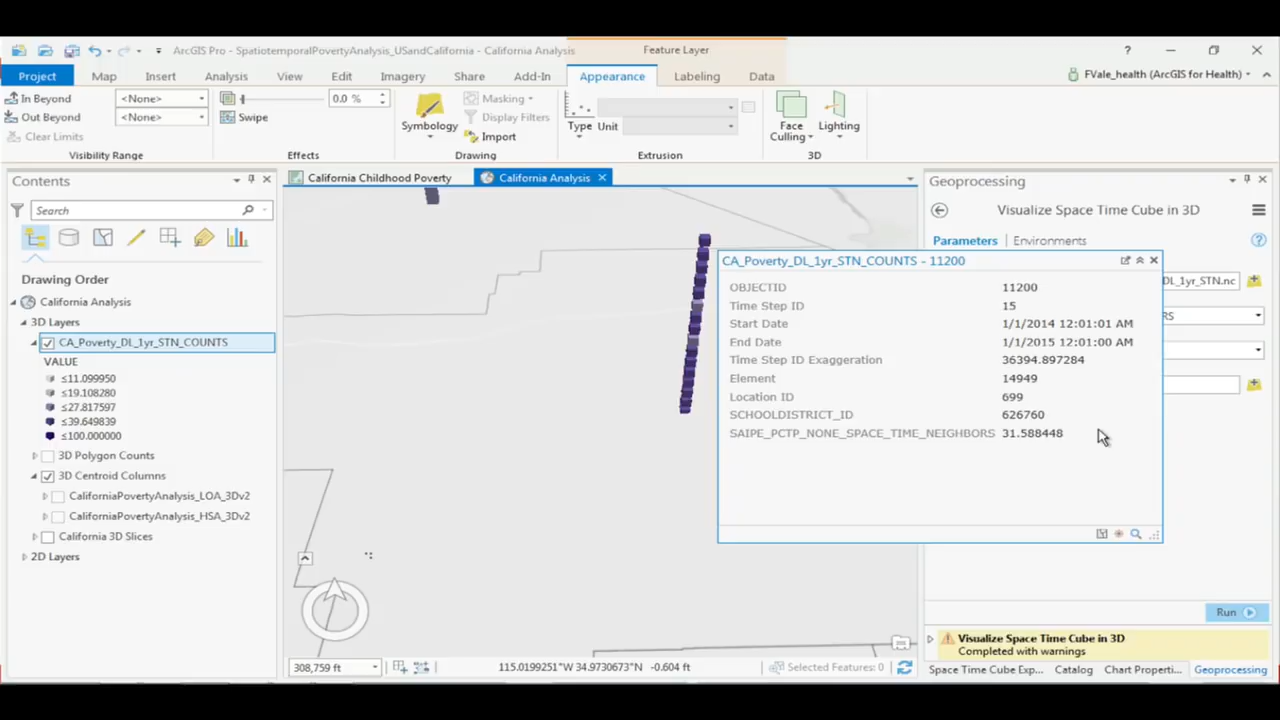 ArcGIS Pro - SpatiotemporalPovertyAnalysis_USandCalifornia - California Analysis
Feature Layer
?
Project Map Insert Analysis View Edit Imagery Share Add-In Appearance Labeling Data
FVale_health (ArcGIS for Health)
In Beyond <None>
Out Beyond <None>
Clear Limits
Visibility Range
0.0 %
Swipe
Effects
Symbology
Masking
Display Filters
Import
Drawing
Type Unit
Extrusion
Face Culling
Lighting
3D
Contents
Search
Drawing Order
California Analysis
3D Layers
CA_Poverty_DL_1yr_STN_COUNTS
VALUE
≤11.099950
≤19.108280
≤27.817597
≤39.649839
≤100.000000
3D Polygon Counts
3D Centroid Columns
CaliforniaPovertyAnalysis_LOA_3Dv2
CaliforniaPovertyAnalysis_HSA_3Dv2
California 3D Slices
2D Layers
California Childhood Poverty
California Analysis
CA_Poverty_DL_1yr_STN_COUNTS - 11200
OBJECTID 11200
Time Step ID 15
Start Date 1/1/2014 12:01:01 AM
End Date 1/1/2015 12:01:00 AM
Time Step ID Exaggeration 36394.897284
Element 14949
Location ID 699
SCHOOLDISTRICT_ID 626760
SAIPE_PCTP_NONE_SPACE_TIME_NEIGHBORS 31.588448
308,759 ft
115.0199251°W 34.9730673°N -0.604 ft
Selected Features: 0
Geoprocessing
Visualize Space Time Cube in 3D
Parameters Environments
?
DL_1yr_STN.nc
RS
Run
Visualize Space Time Cube in 3D
Completed with warnings
Space Time Cube Exp... Catalog Chart Properti... Geoprocessing